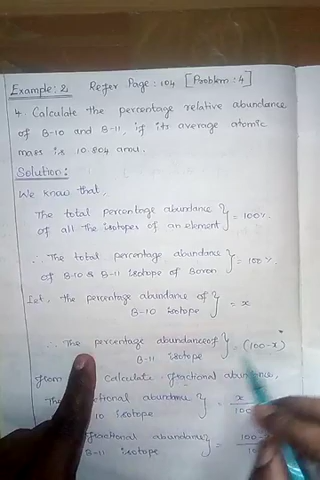 Example: 2. Refer Page: 104 [Problem: 4]
4. Calculate the percentage relative abundance
of B-10 and B-11, if its average atomic
mass is 10.804 amu.
Solution:
We know that,
The total percentage abundance
of all the isotopes of an element } = 100%.
∴ The total percentage abundance
of B-10 & B-11 isotope of Boron } = 100%.
Let, the percentage abundance of
B-10 isotope } = x
∴ The percentage abundance of
B-11 isotope } = (100-x)
from calculate fractional abundance,
The abundance
10 isotope } = x/100
fractional abundance
B-11 isotope } = 100-